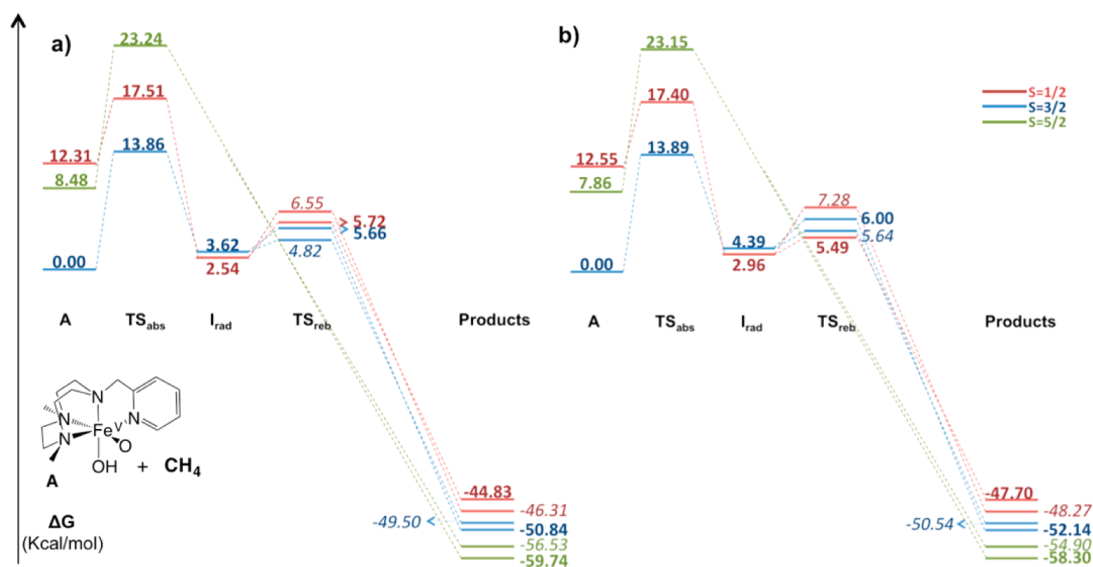 a)
23.24
17.51
13.86
12.31
8.48
0.00
3.62
2.54
6.55
5.72
5.66
4.82
A
TSabs
Irad
TSreb
Products
N
N
N
N
FeV
O
OH
+ CH4
A
ΔG
(Kcal/mol)
-44.83
-46.31
-49.50
-50.84
-56.53
-59.74
b)
23.15
17.40
13.89
12.55
7.86
0.00
4.39
2.96
7.28
6.00
5.64
5.49
A
TSabs
Irad
TSreb
Products
-47.70
-48.27
-50.54
-52.14
-54.90
-58.30
S=1/2
S=3/2
S=5/2